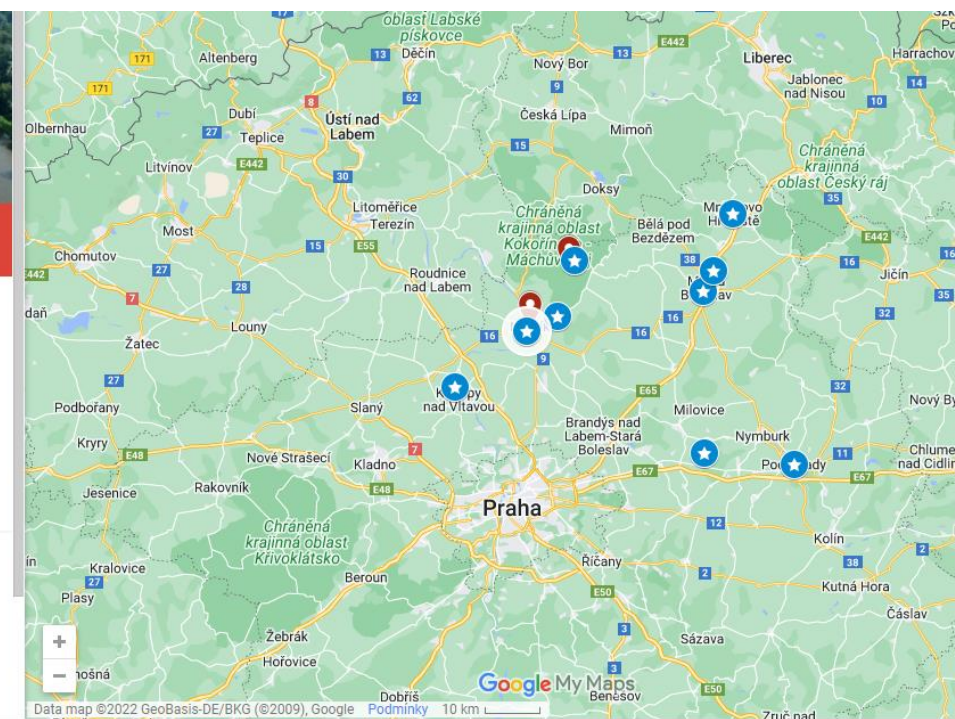 17
oblast Labské
pískovce
171
Altenberg
13
Děčín
13
E442
Liberec
Harrachov
Nový Bor
171
Jablonec
nad Nisou
14
9
62
10
8
Dubí
Ústí nad
Labem
Česká Lípa
Mimoň
Olbernhau
27
Teplice
15
Chráněná
krajinná
oblast Český ráj
Litvínov
E442
30
35
Doksy
Litoměřice
Terezín
Chráněná
krajinná oblast
Most
Bělá pod
Bezdězem
E442
15
E55
16
Chomutov
38
16
442
27
Roudnice
nad Labem
Jičín
28
35
7
32
Louny
16
16
16
Žatec
9
27
E65
32
Slaný
nad Vltavou
Milovice
Podbořany
Brandýs nad
Labem-Stará
Boleslav
Nymburk
Kryry
E48
Nové Strašecí
7
Kladno
11
E67
E67
Jesenice
Rakovník
E48
Praha
12
Chráněná
krajinná oblast
Křivoklátsko
Kolín
2
Říčany
38
Kralovice
27
Beroun
2
Kutná Hora
Plasy
E50
Čáslav
3
Žebrák
Sázava
+
Hořovice
3
−
Google My Maps
Benešov
E50
Dobříš
Data map ©2022 GeoBasis-DE/BKG (©2009), Google
Podmínky
10 km